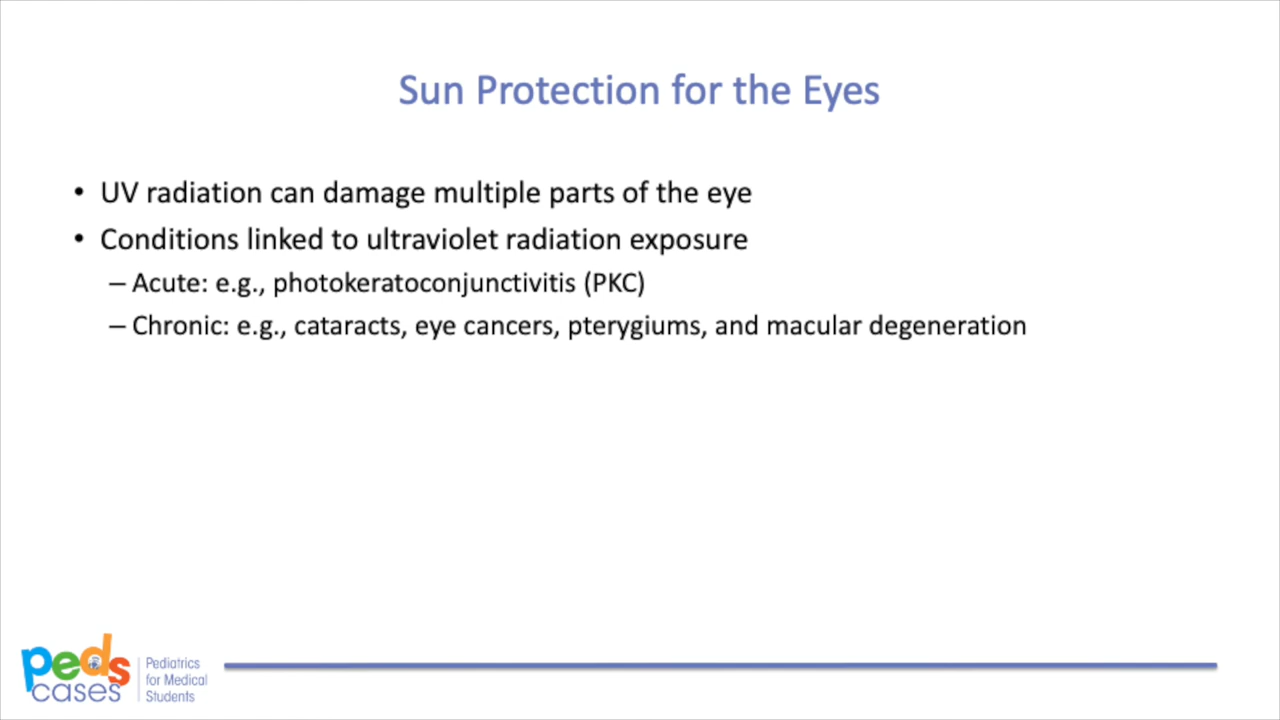 Sun Protection for the Eyes
• UV radiation can damage multiple parts of the eye
• Conditions linked to ultraviolet radiation exposure
– Acute: e.g., photokeratoconjunctivitis (PKC)
– Chronic: e.g., cataracts, eye cancers, pterygiums, and macular degeneration
peds
cases
Pediatrics
for Medical
Students